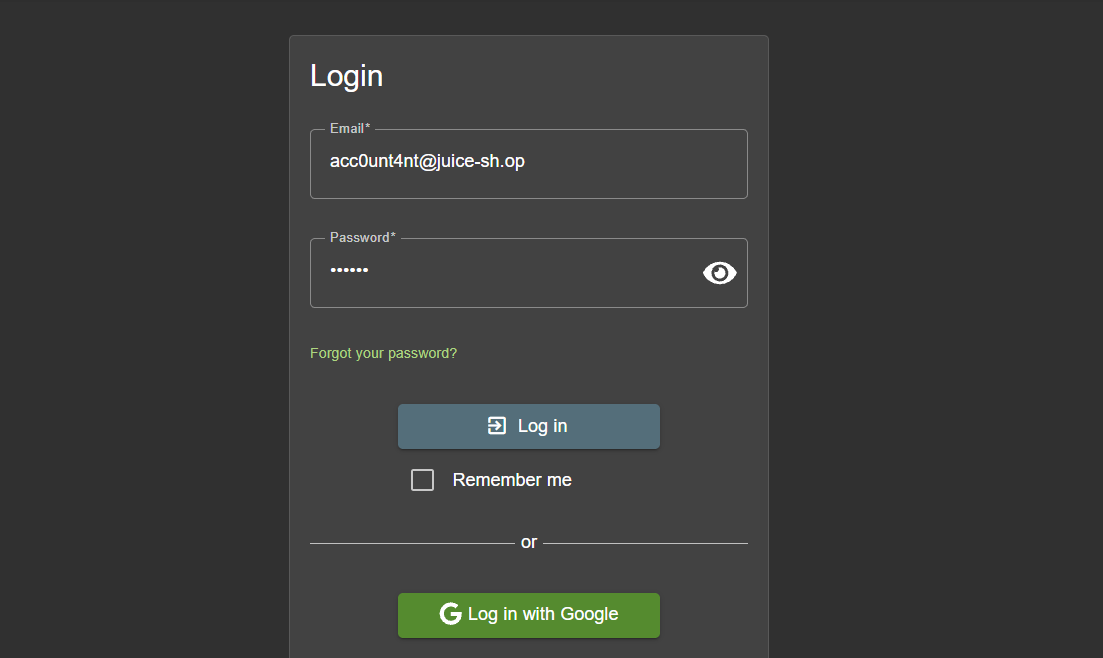 Login
Email*
acc0unt4nt@juice-sh.op
Password*
••••••
Forgot your password?
Log in
Remember me
or
Log in with Google